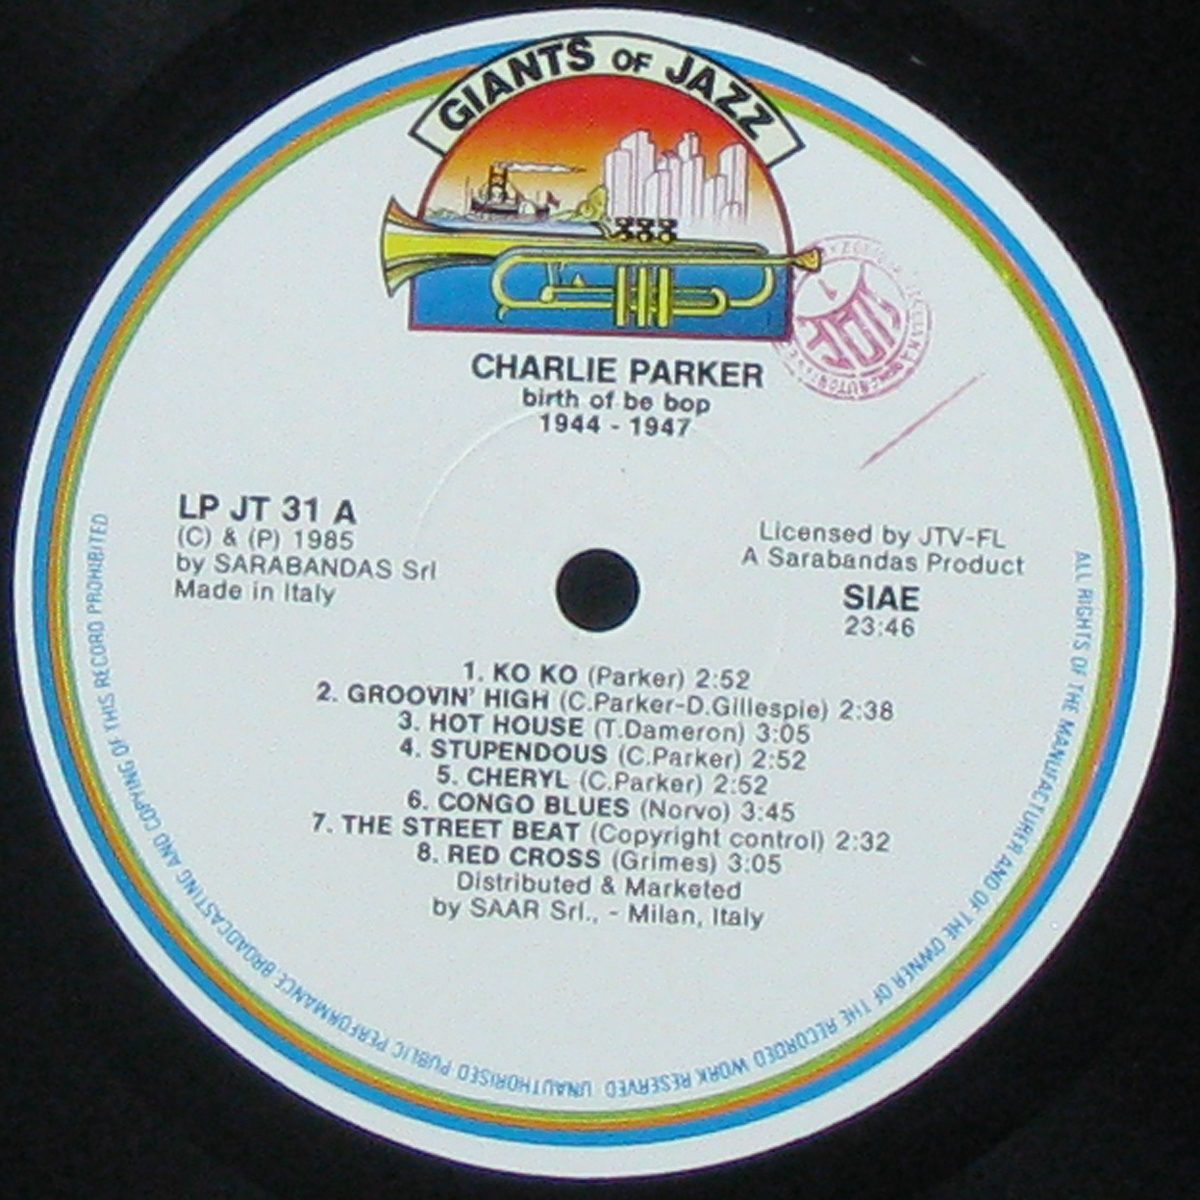 GIANTS OF JAZZ
CHARLIE PARKER
birth of be bop
1944 - 1947
LP JT 31 A
(C) & (P) 1985
by SARABANDAS Srl
Made in Italy
Licensed by JTV-FL
A Sarabandas Product
SIAE
23:46
1. KO KO (Parker) 2:52
2. GROOVIN' HIGH (C.Parker-D.Gillespie) 2:38
3. HOT HOUSE (T.Dameron) 3:05
4. STUPENDOUS (C.Parker) 2:52
5. CHERYL (C.Parker) 2:52
6. CONGO BLUES (Norvo) 3:45
7. THE STREET BEAT (Copyright control) 2:32
8. RED CROSS (Grimes) 3:05
Distributed & Marketed
by SAAR Srl., - Milan, Italy
ALL RIGHTS OF THE MANUFACTURER AND OF THE OWNER OF THE RECORDED WORK RESERVED UNAUTHORISED PUBLIC PERFORMANCE BROADCASTING AND COPYING OF THIS RECORD PROHIBITED